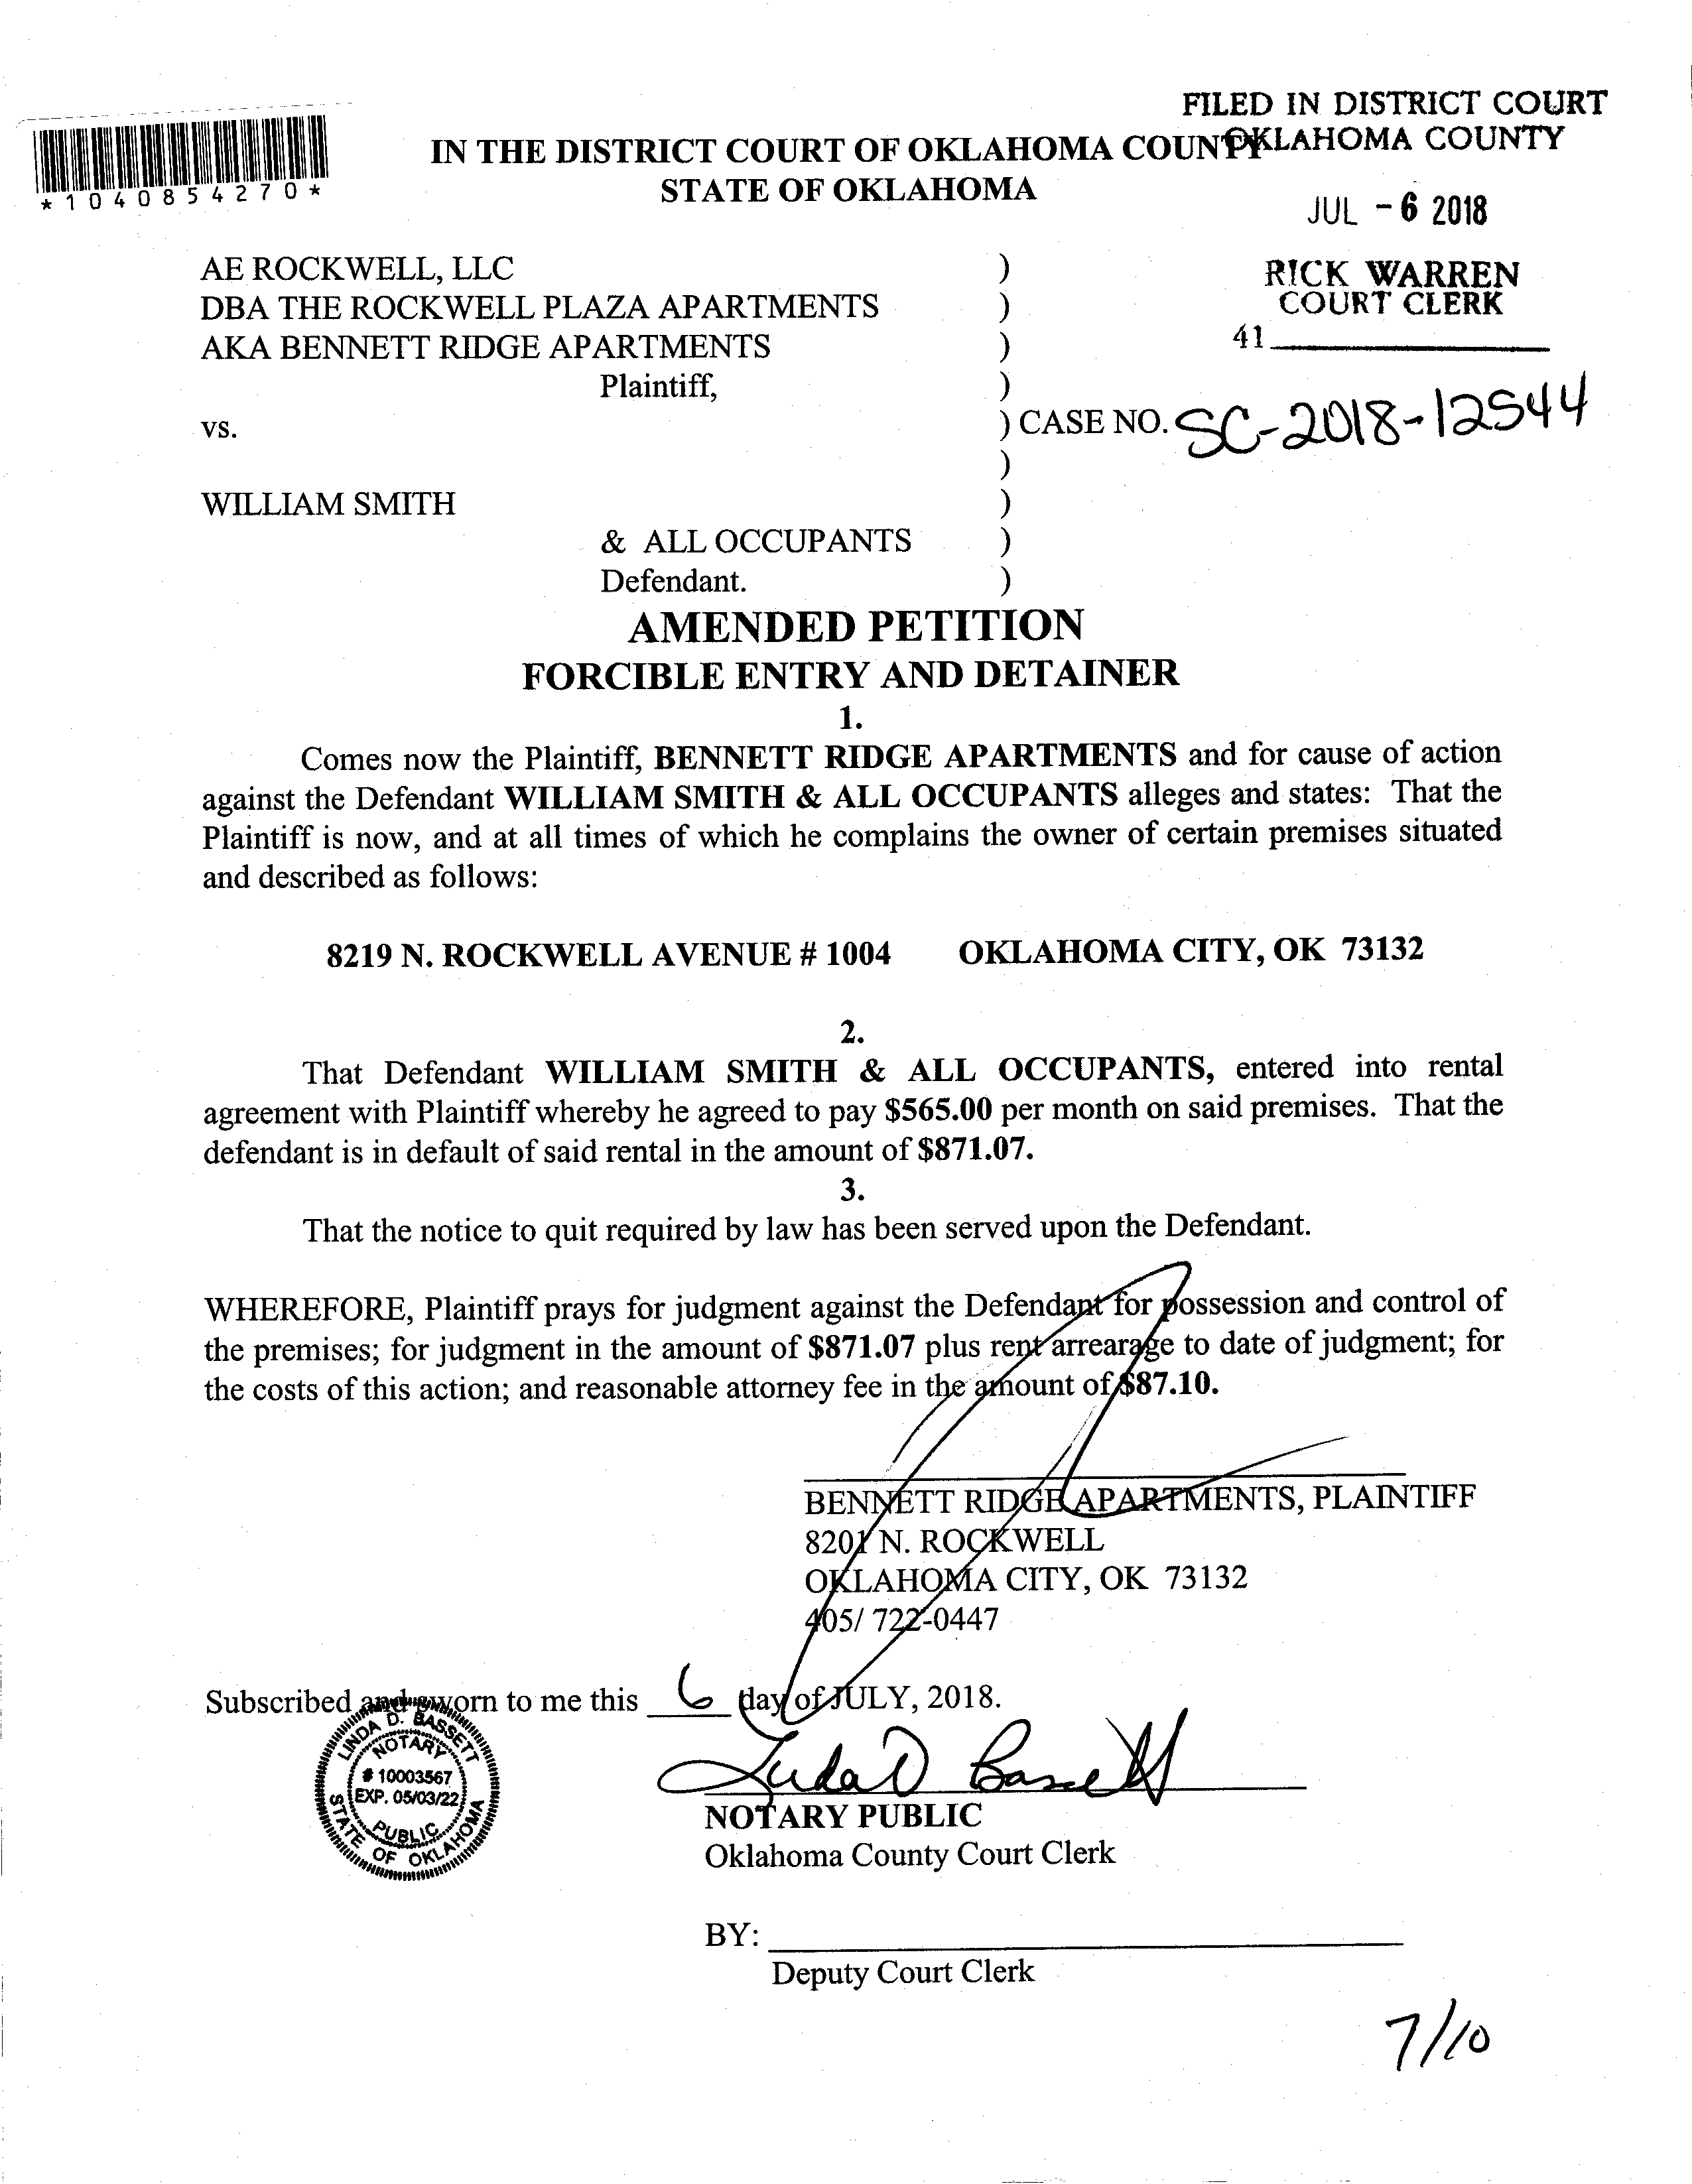 FILED IN DISTRICT COURT
OKLAHOMA COUNTY
*1040854270*
IN THE DISTRICT COURT OF OKLAHOMA COUNTY
STATE OF OKLAHOMA
JUL - 6 2018
AE ROCKWELL, LLC )
RICK WARREN
DBA THE ROCKWELL PLAZA APARTMENTS )
COURT CLERK
AKA BENNETT RIDGE APARTMENTS )
41
Plaintiff, )
vs. ) CASE NO. SC-2018-12544
)
WILLIAM SMITH )
& ALL OCCUPANTS )
Defendant. )
AMENDED PETITION
FORCIBLE ENTRY AND DETAINER
1.
Comes now the Plaintiff, BENNETT RIDGE APARTMENTS and for cause of action
against the Defendant WILLIAM SMITH & ALL OCCUPANTS alleges and states: That the
Plaintiff is now, and at all times of which he complains the owner of certain premises situated
and described as follows:
8219 N. ROCKWELL AVENUE # 1004 OKLAHOMA CITY, OK 73132
2.
That Defendant WILLIAM SMITH & ALL OCCUPANTS, entered into rental
agreement with Plaintiff whereby he agreed to pay $565.00 per month on said premises. That the
defendant is in default of said rental in the amount of $871.07.
3.
That the notice to quit required by law has been served upon the Defendant.
WHEREFORE, Plaintiff prays for judgment against the Defendant for possession and control of
the premises; for judgment in the amount of $871.07 plus rent arrearage to date of judgment; for
the costs of this action; and reasonable attorney fee in the amount of $87.10.
BENNETT RIDGE APARTMENTS, PLAINTIFF
8201 N. ROCKWELL
OKLAHOMA CITY, OK 73132
405/ 722-0447
Subscribed and sworn to me this 6 day of JULY, 2018.
LINDA D. BASSETT
NOTARY
# 10003567
EXP. 05/03/22
PUBLIC
STATE OF OKLAHOMA
Linda D Bassett
NOTARY PUBLIC
Oklahoma County Court Clerk
BY:
Deputy Court Clerk
7/10